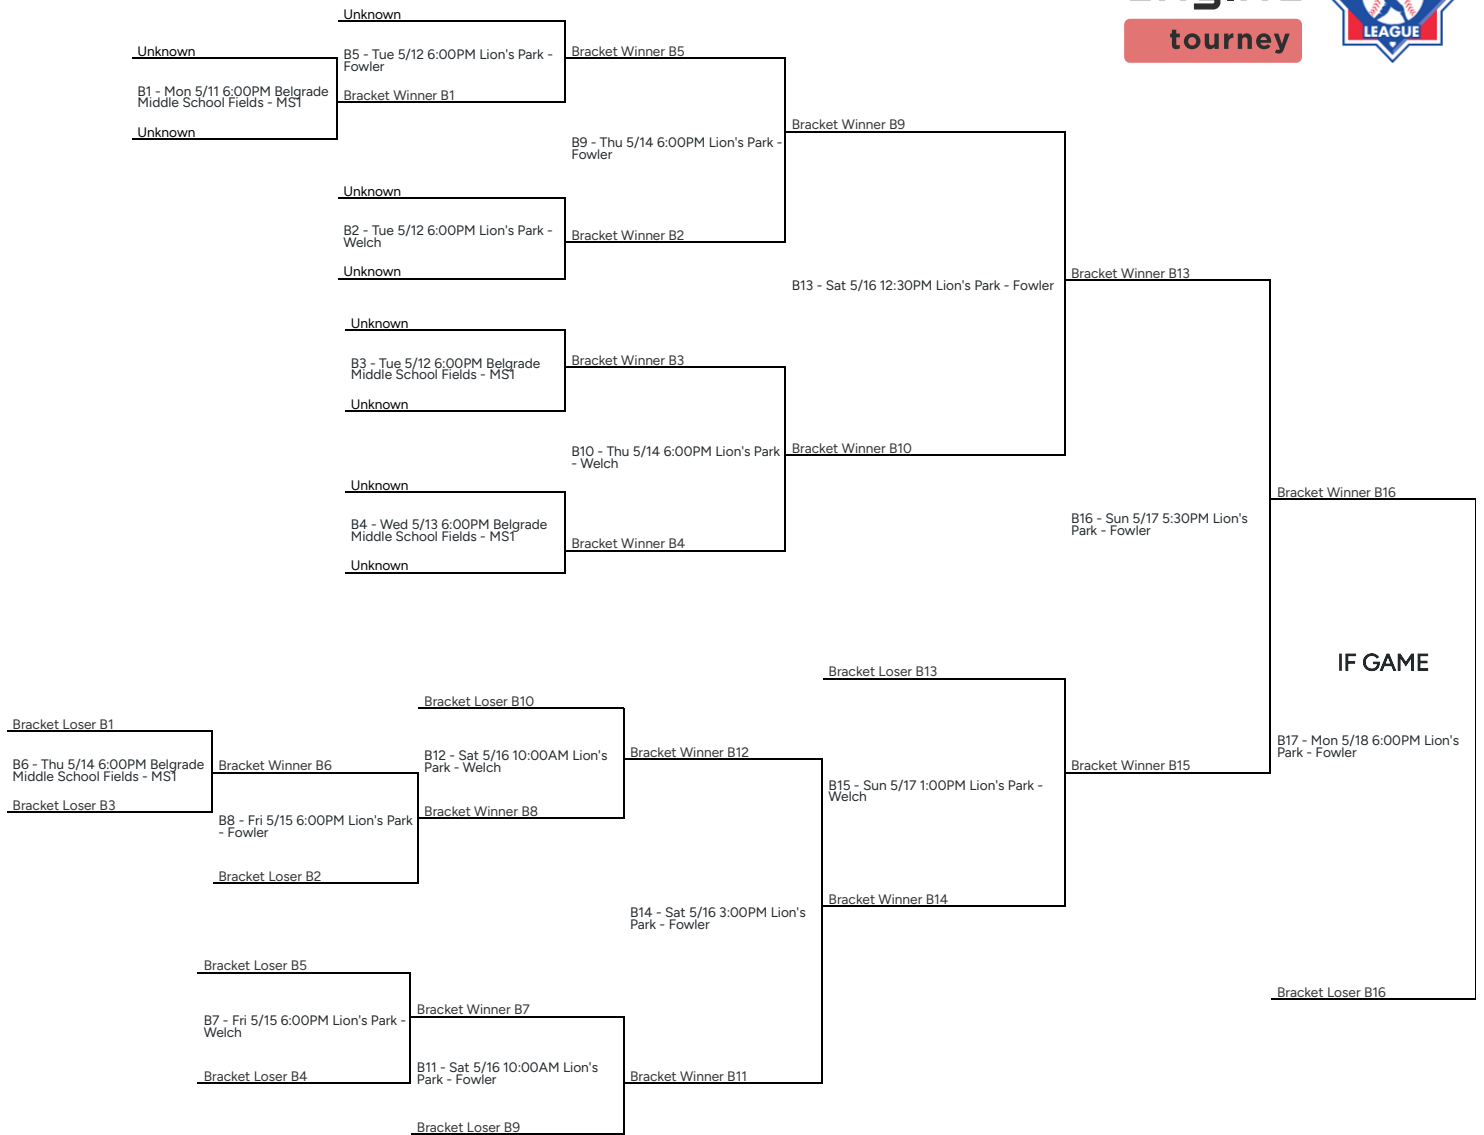 tourney
LEAGUE
Unknown
Unknown
B5 - Tue 5/12 6:00PM Lion's Park -
Fowler
Bracket Winner B5
B1 - Mon 5/11 6:00PM Belgrade
Middle School Fields - MS1
Bracket Winner B1
Unknown
Bracket Winner B9
B9 - Thu 5/14 6:00PM Lion's Park -
Fowler
Unknown
B2 - Tue 5/12 6:00PM Lion's Park -
Welch
Bracket Winner B2
Unknown
Bracket Winner B13
B13 - Sat 5/16 12:30PM Lion's Park - Fowler
Unknown
B3 - Tue 5/12 6:00PM Belgrade
Middle School Fields - MS1
Bracket Winner B3
Unknown
B10 - Thu 5/14 6:00PM Lion's Park
- Welch
Bracket Winner B10
Unknown
Bracket Winner B16
B4 - Wed 5/13 6:00PM Belgrade
Middle School Fields - MS1
B16 - Sun 5/17 5:30PM Lion's
Park - Fowler
Bracket Winner B4
Unknown
IF GAME
Bracket Loser B13
Bracket Loser B10
Bracket Loser B1
B12 - Sat 5/16 10:00AM Lion's
Park - Welch
Bracket Winner B12
B17 - Mon 5/18 6:00PM Lion's
Park - Fowler
B6 - Thu 5/14 6:00PM Belgrade
Middle School Fields - MS1
Bracket Winner B6
Bracket Winner B15
B15 - Sun 5/17 1:00PM Lion's Park -
Welch
Bracket Loser B3
Bracket Winner B8
B8 - Fri 5/15 6:00PM Lion's Park
- Fowler
Bracket Loser B2
Bracket Winner B14
B14 - Sat 5/16 3:00PM Lion's
Park - Fowler
Bracket Loser B5
Bracket Loser B16
Bracket Winner B7
B7 - Fri 5/15 6:00PM Lion's Park -
Welch
B11 - Sat 5/16 10:00AM Lion's
Park - Fowler
Bracket Loser B4
Bracket Winner B11
Bracket Loser B9